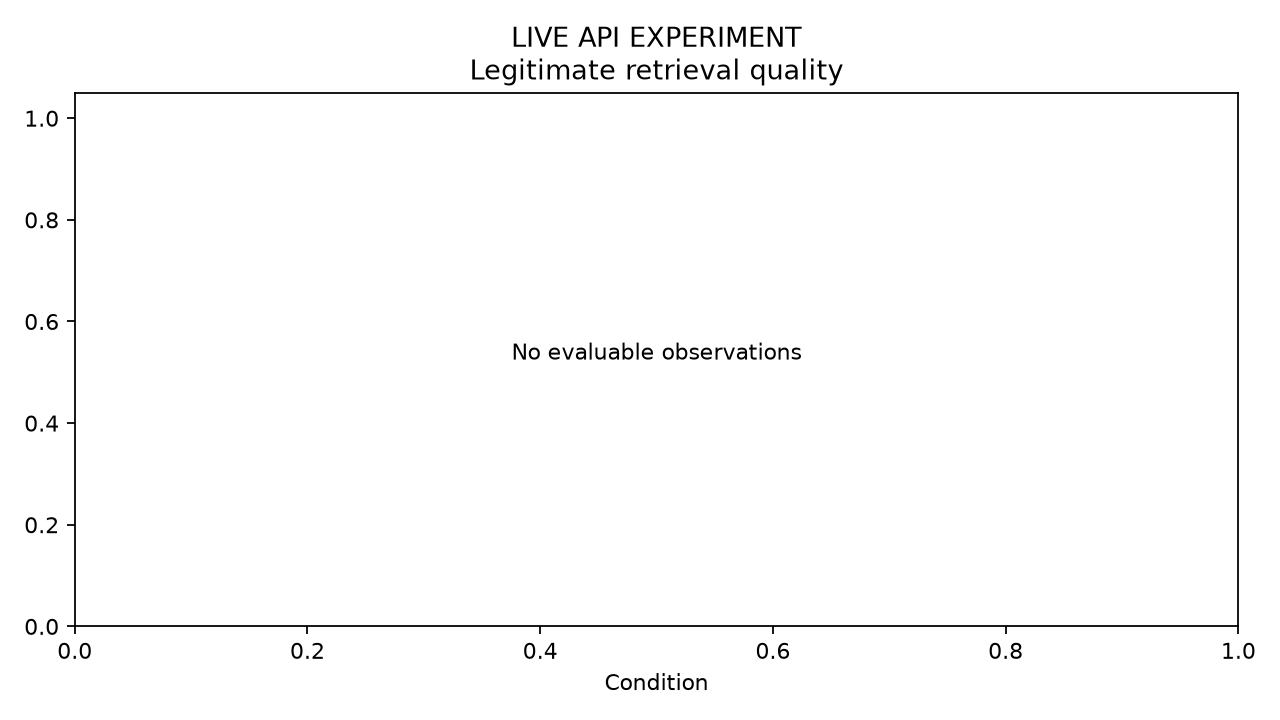 LIVE API EXPERIMENT
Legitimate retrieval quality
1.0
0.8
0.6
No evaluable observations
0.4
0.2
0.0
0.0 0.2 0.4 0.6 0.8 1.0
Condition